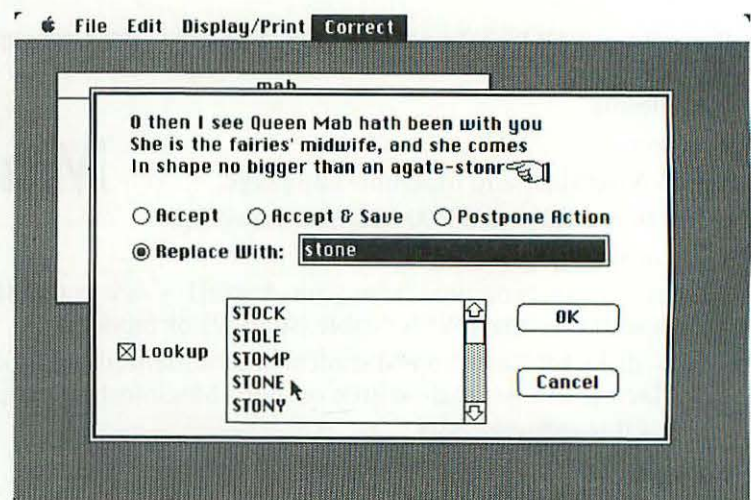 File Edit Display/Print Correct
mab
O then I see Queen Mab hath been with you
She is the fairies' midwife, and she comes
In shape no bigger than an agate-stonr
Accept Accept & Save Postpone Action
Replace With: stone
STOCK
STOLE
STOMP
STONE
STONY
Lookup
OK
Cancel